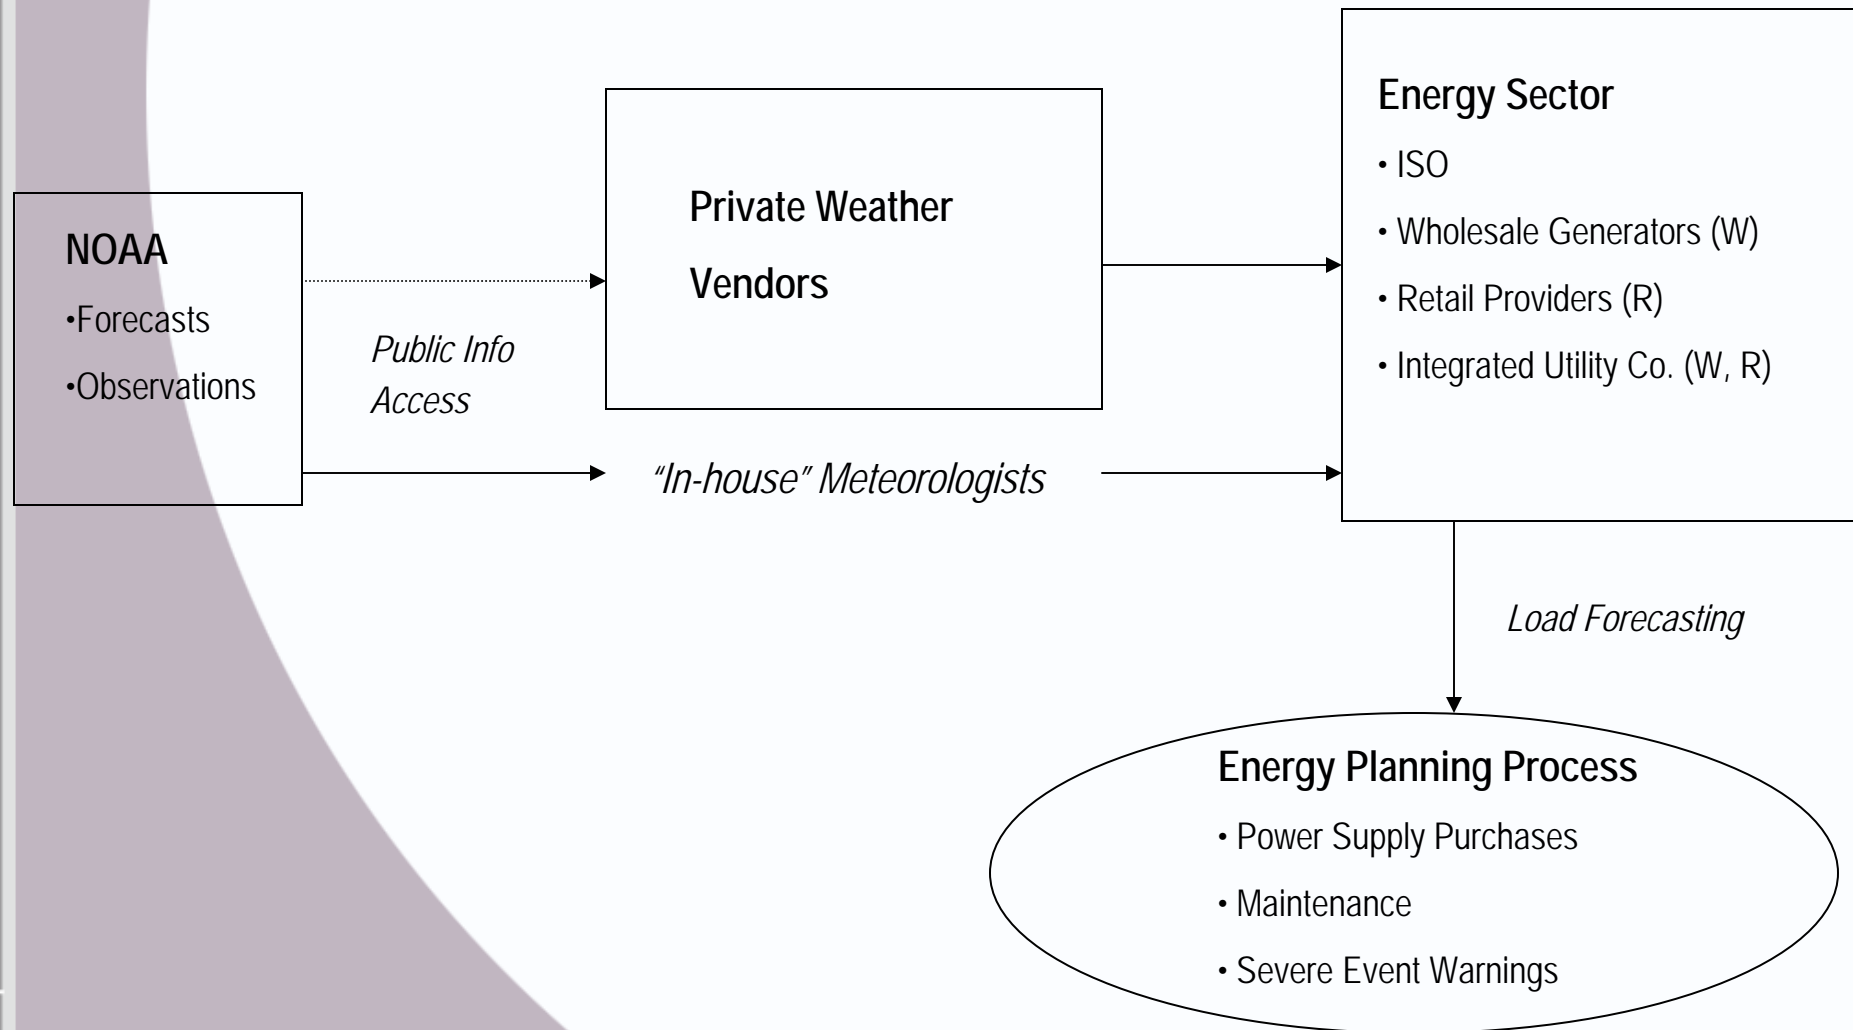 NOAA
•Forecasts
•Observations
Public Info
Access
Private Weather
Vendors
“In-house” Meteorologists
Energy Sector
• ISO
• Wholesale Generators (W)
• Retail Providers (R)
• Integrated Utility Co. (W, R)
Load Forecasting
Energy Planning Process
• Power Supply Purchases
• Maintenance
• Severe Event Warnings